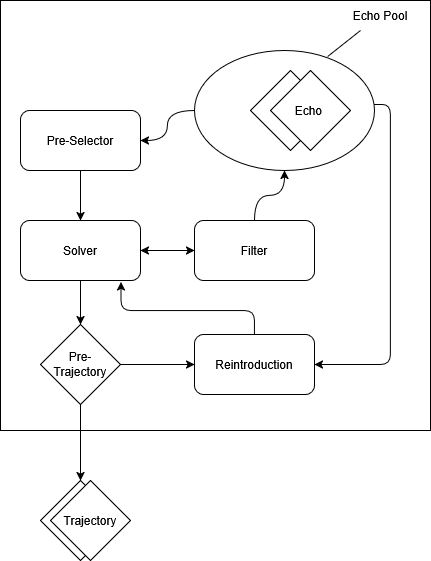 Echo Pool
Echo
Pre-Selector
Solver
Filter
Pre-
Trajectory
Reintroduction
Trajectory